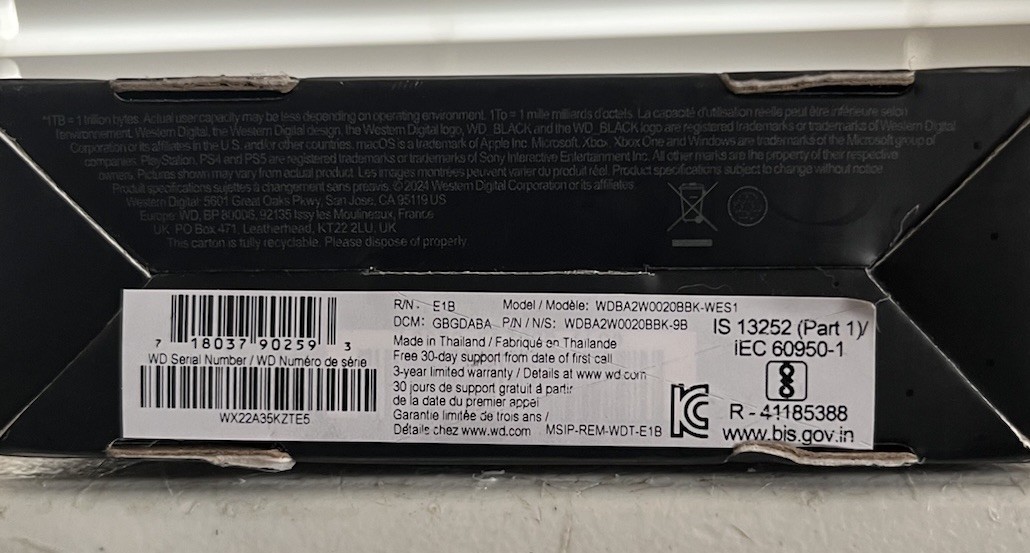 *1TB = 1 trillion bytes. Actual user capacity may be less depending on operating environment. 1To = 1 mille milliards d'octets. La capacité d'utilisation réelle peut être inférieure selon
l'environnement. Western Digital, the Western Digital design, the Western Digital logo, WD_BLACK and the WD_BLACK logo are registered trademarks or trademarks of Western Digital
Corporation or its affiliates in the U.S. and/or other countries. macOS is a trademark of Apple Inc. Microsoft, Xbox, Xbox One and Windows are trademarks of the Microsoft group of
companies. PlayStation, PS4 and PS5 are registered trademarks or trademarks of Sony Interactive Entertainment Inc. All other marks are the property of their respective
owners. Pictures shown may vary from actual product. Les images montrées peuvent varier du produit réel. Product specifications subject to change without notice.
Produit spécifications sujettes à changement sans préavis. © 2024 Western Digital Corporation or its affiliates.
Western Digital: 5601 Great Oaks Pkwy, San Jose, CA 95119 US
Europe: WD, BP 80008, 92135 Issy les Moulineaux, France
UK: PO Box 471, Leatherhead, KT22 2LU, UK
This carton is fully recyclable. Please dispose of properly.
7 18037 90259 3
WD Serial Number / WD Numéro de série
WX22A35KZTE5
R/N: E1B Model / Modèle: WDBA2W0020BBK-WES1
DCM: GBGDABA P/N / N/S: WDBA2W0020BBK-9B
Made in Thailand / Fabriqué en Thaïlande
Free 30-day support from date of first call
3-year limited warranty / Details at www.wd.com
30 jours de support gratuit à partir
de la date du premier appel
Garantie limitée de trois ans /
Détails chez www.wd.com MSIP-REM-WDT-E1B
IS 13252 (Part 1)/
IEC 60950-1
R - 41185388
www.bis.gov.in